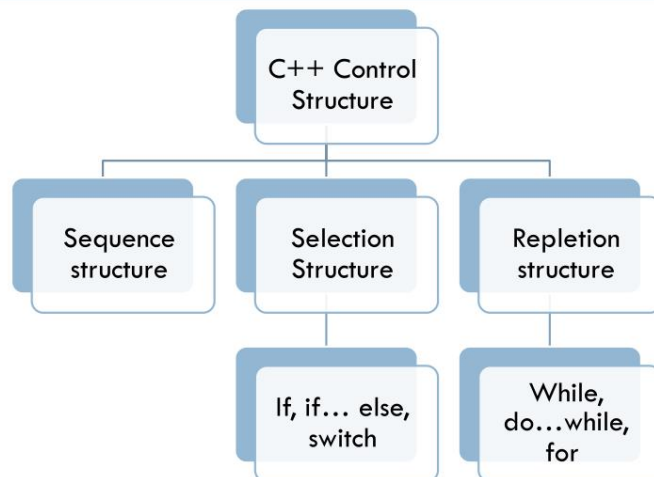 C++ Control
Structure
Sequence
structure
Selection
Structure
Repletion
structure
If, if... else,
switch
While,
do...while,
for